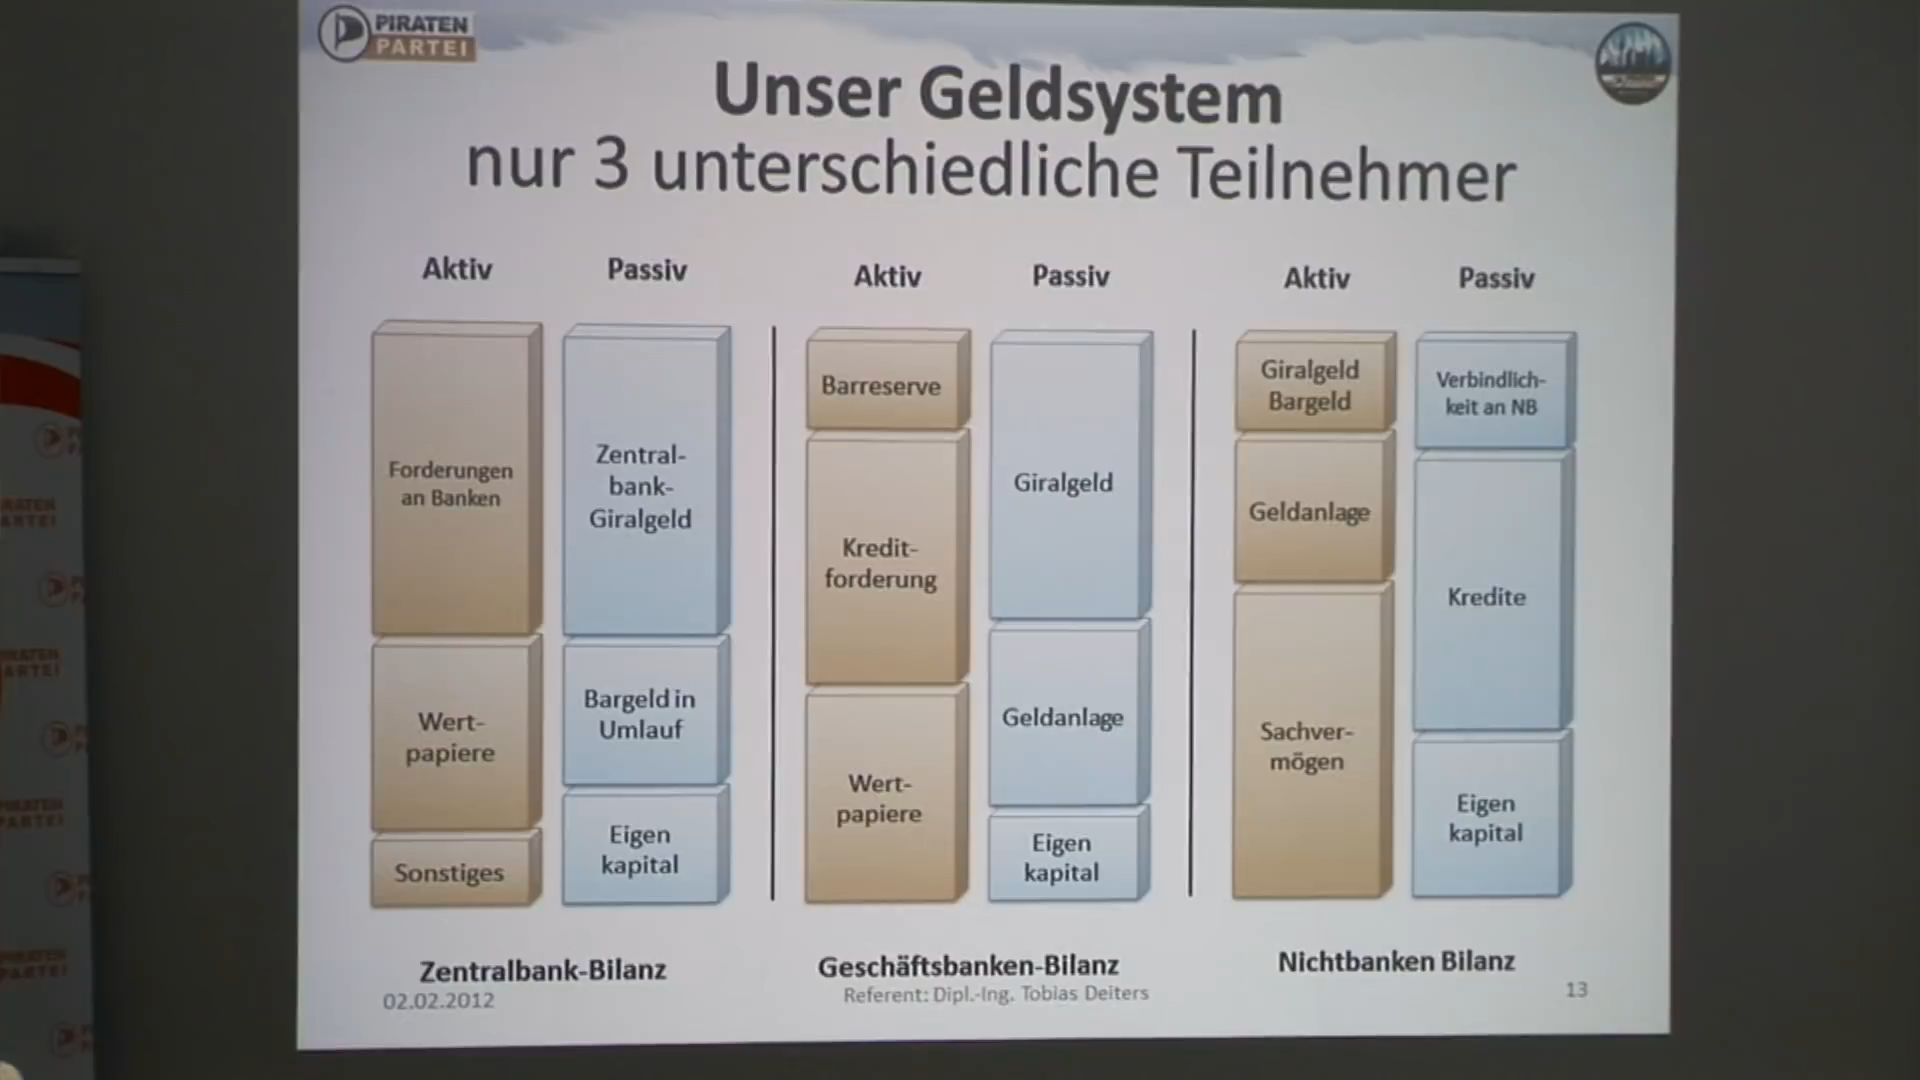 PIRATEN
PARTEI
Unser Geldsystem
nur 3 unterschiedliche Teilnehmer
Aktiv
Passiv
Aktiv
Passiv
Aktiv
Passiv
Forderungen
an Banken
Wert-
papiere
Sonstiges
Zentral-
bank-
Giralgeld
Bargeld in
Umlauf
Eigen
kapital
Barreserve
Kredit-
forderung
Wert-
papiere
Giralgeld
Geldanlage
Eigen
kapital
Giralgeld
Bargeld
Geldanlage
Sachver-
mögen
Verbindlich-
keit an NB
Kredite
Eigen
kapital
Zentralbank-Bilanz
Geschäftsbanken-Bilanz
Nichtbanken Bilanz
02.02.2012
Referent: Dipl.-Ing. Tobias Deiters
13
PIRATEN
PARTEI